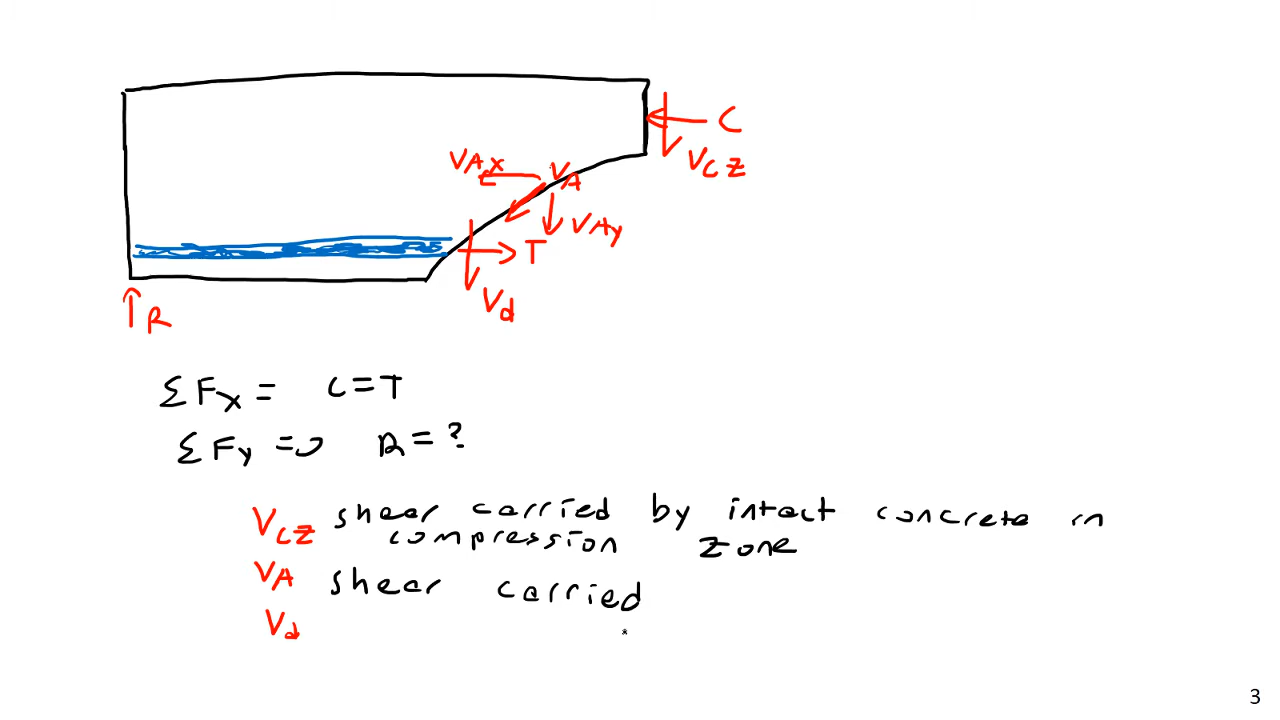 C
VCZ
VAx
VA
VAy
T
Vd
R
ΣFx = C = T
ΣFy = 0 R = ?
VCZ shear carried by intact concrete in
compression zone
VA shear carried
Vd
3